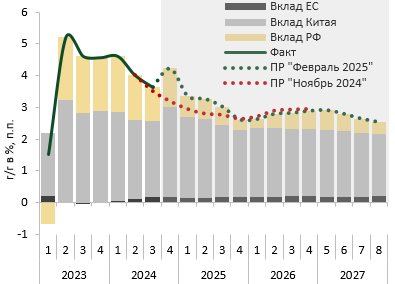 г/г в %, п.п.
6
5
4
3
2
1
0
-1
Вклад ЕС
Вклад Китая
Вклад РФ
Факт
ПР "Февраль 2025"
ПР "Ноябрь 2024"
1 2 3 4 1 2 3 4 1 2 3 4 1 2 3 4 5 6 7 8
2023 2024 2025 2026 2027